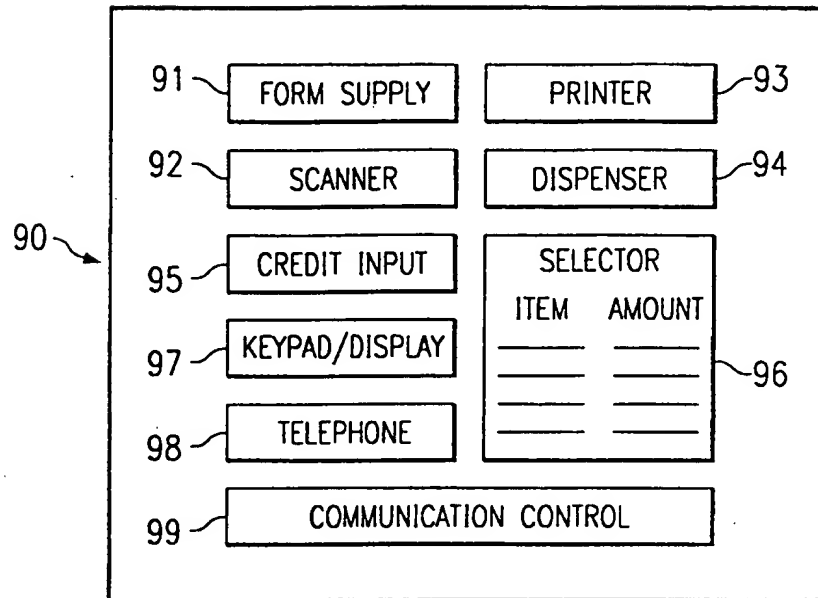 91 FORM SUPPLY PRINTER 93
92 SCANNER DISPENSER 94
90
95 CREDIT INPUT SELECTOR
ITEM AMOUNT
97 KEYPAD/DISPLAY 96
98 TELEPHONE
99 COMMUNICATION CONTROL